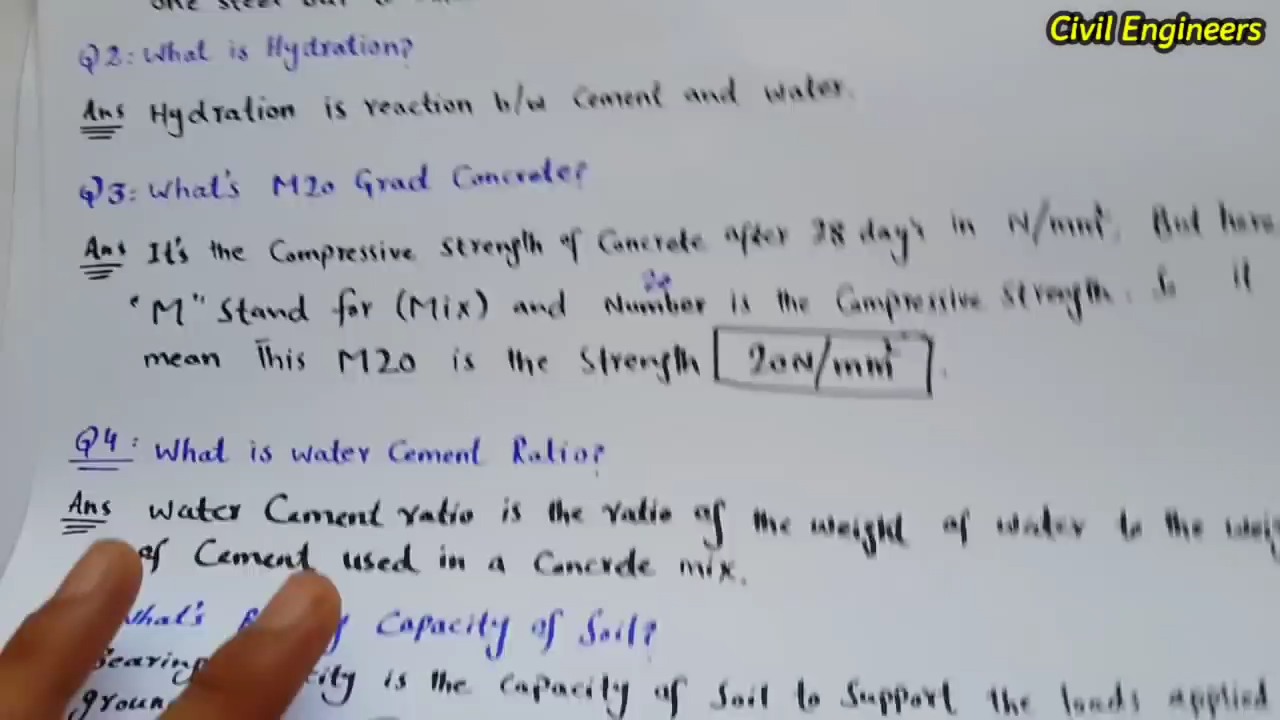 one steel
Civil Engineers
Q2: What is Hydration?
Ans Hydration is reaction b/w Cement and water.
Q3: What's M20 Grad Concrete?
Ans It's the Compressive Strength of Concrete after 28 day's in N/mm². But here
"M" Stand for (Mix) and Number is the Compressive Strength. So it
mean This M20 is the Strength 20N/mm².
Q4: What is water Cement Ratio?
Ans Water Cement ratio is the ratio of the weight of water to the
of Cement used in a Concrete mix.
What's Capacity of Soil?
is the Capacity of Soil to Support the loads applied